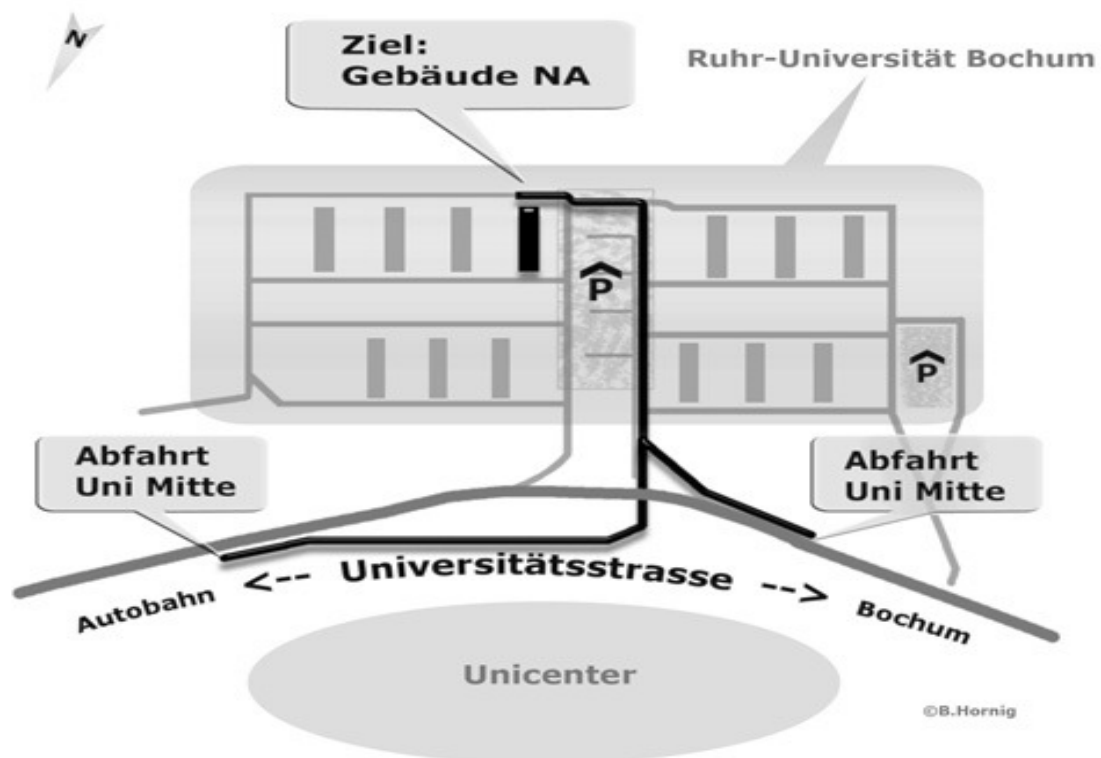 N
Ziel:
Gebäude NA
Ruhr-Universität Bochum
P
P
Abfahrt
Uni Mitte
Abfahrt
Uni Mitte
Autobahn <-- Universitätsstrasse --> Bochum
Unicenter
©B.Hornig